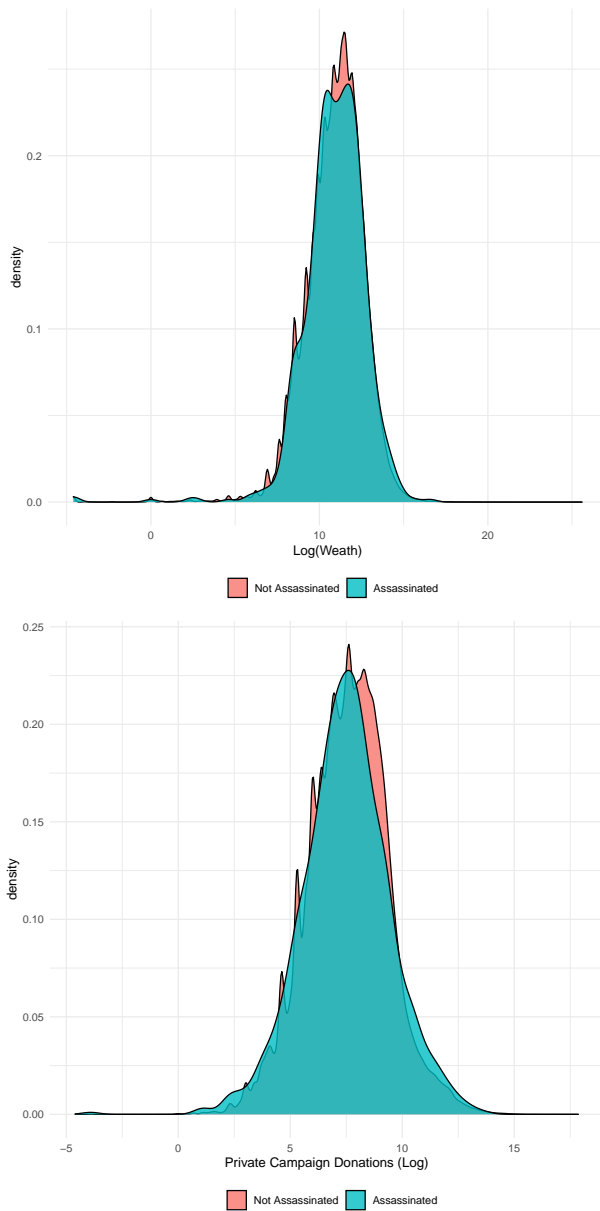 density
0.2
0.1
0.0
0
10
20
Log(Weath)
Not Assassinated
Assassinated
density
0.25
0.20
0.15
0.10
0.05
0.00
−5
0
5
10
15
Private Campaign Donations (Log)
Not Assassinated
Assassinated